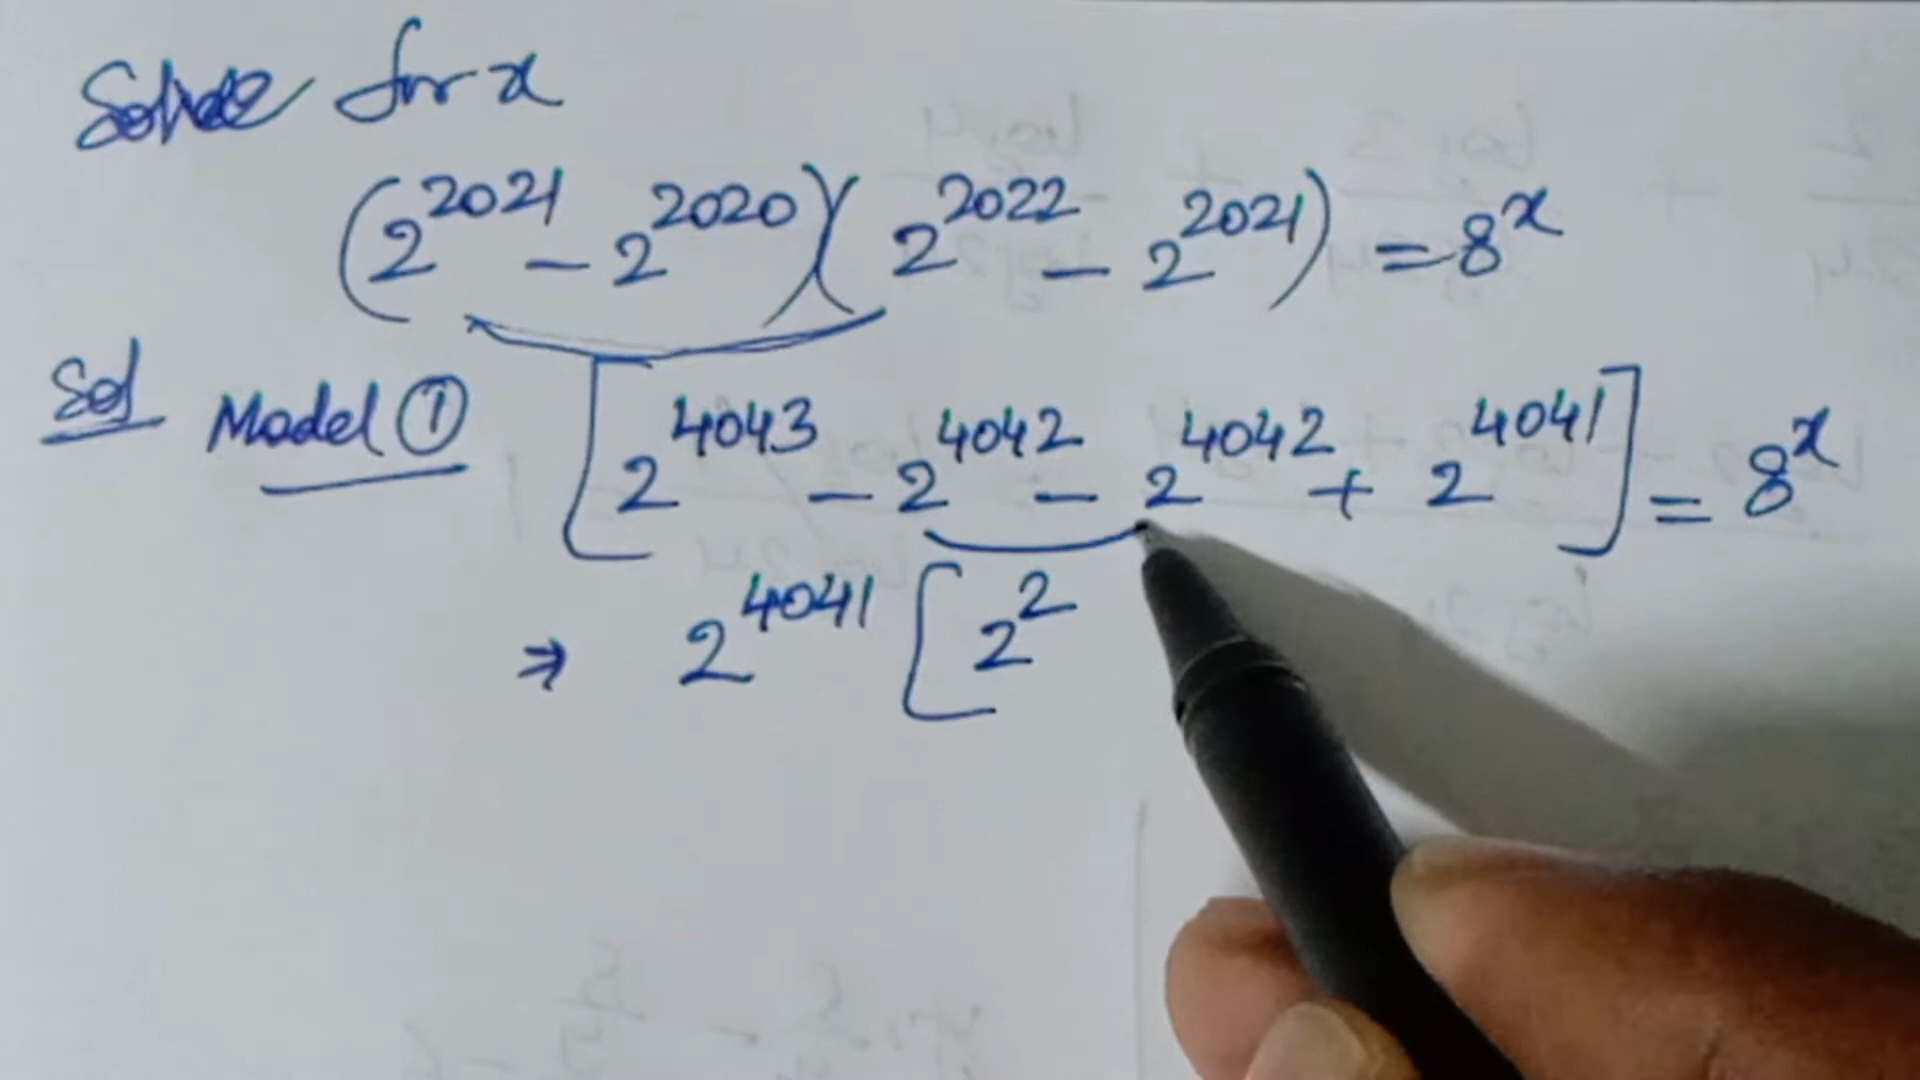 Solve for x
(2^2021 - 2^2020)(2^2022 - 2^2021) = 8^x
Sol Model ① [2^4043 - 2^4042 - 2^4042 + 2^4041] = 8^x
⇒ 2^4041 [2^2